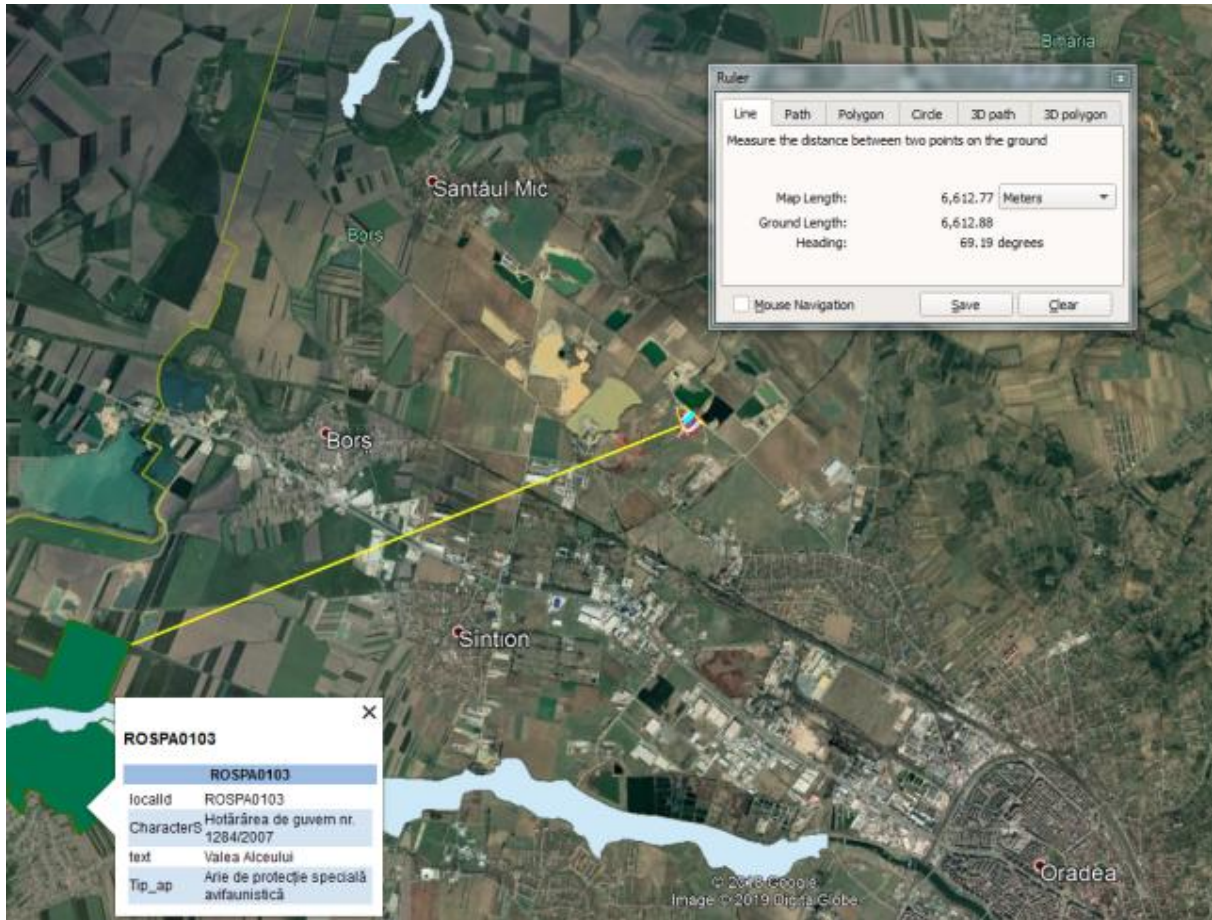 Biharia
Ruler
Line Path Polygon Circle 3D path 3D polygon
Measure the distance between two points on the ground
Map Length: 6,612.77 Meters
Ground Length: 6,612.88
Heading: 69.19 degrees
Mouse Navigation Save Clear
Santăul Mic
Borș
Borș
Sîntion
ROSPA0103
ROSPA0103
localId ROSPA0103
CharacterS Hotărârea de guvern nr.
1284/2007
text Valea Alceului
Tip_ap Arie de protecție specială
avifaunistică
Oradea
© 2018 Google
Image © 2019 DigitalGlobe